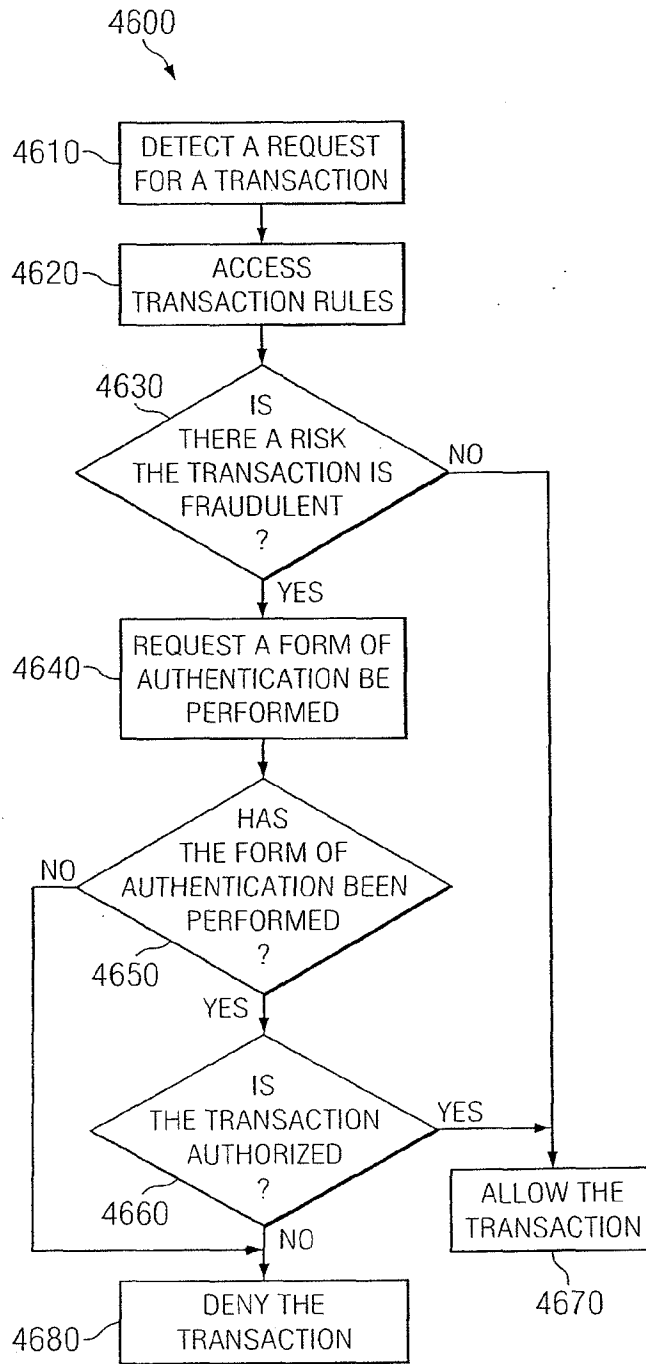 4600
4610
DETECT A REQUEST
FOR A TRANSACTION
4620
ACCESS
TRANSACTION RULES
4630
IS
THERE A RISK
THE TRANSACTION IS
FRAUDULENT
?
NO
YES
4640
REQUEST A FORM OF
AUTHENTICATION BE
PERFORMED
HAS
THE FORM OF
AUTHENTICATION BEEN
PERFORMED
?
NO
4650
YES
IS
THE TRANSACTION
AUTHORIZED
?
YES
4660
NO
ALLOW THE
TRANSACTION
4670
4680
DENY THE
TRANSACTION